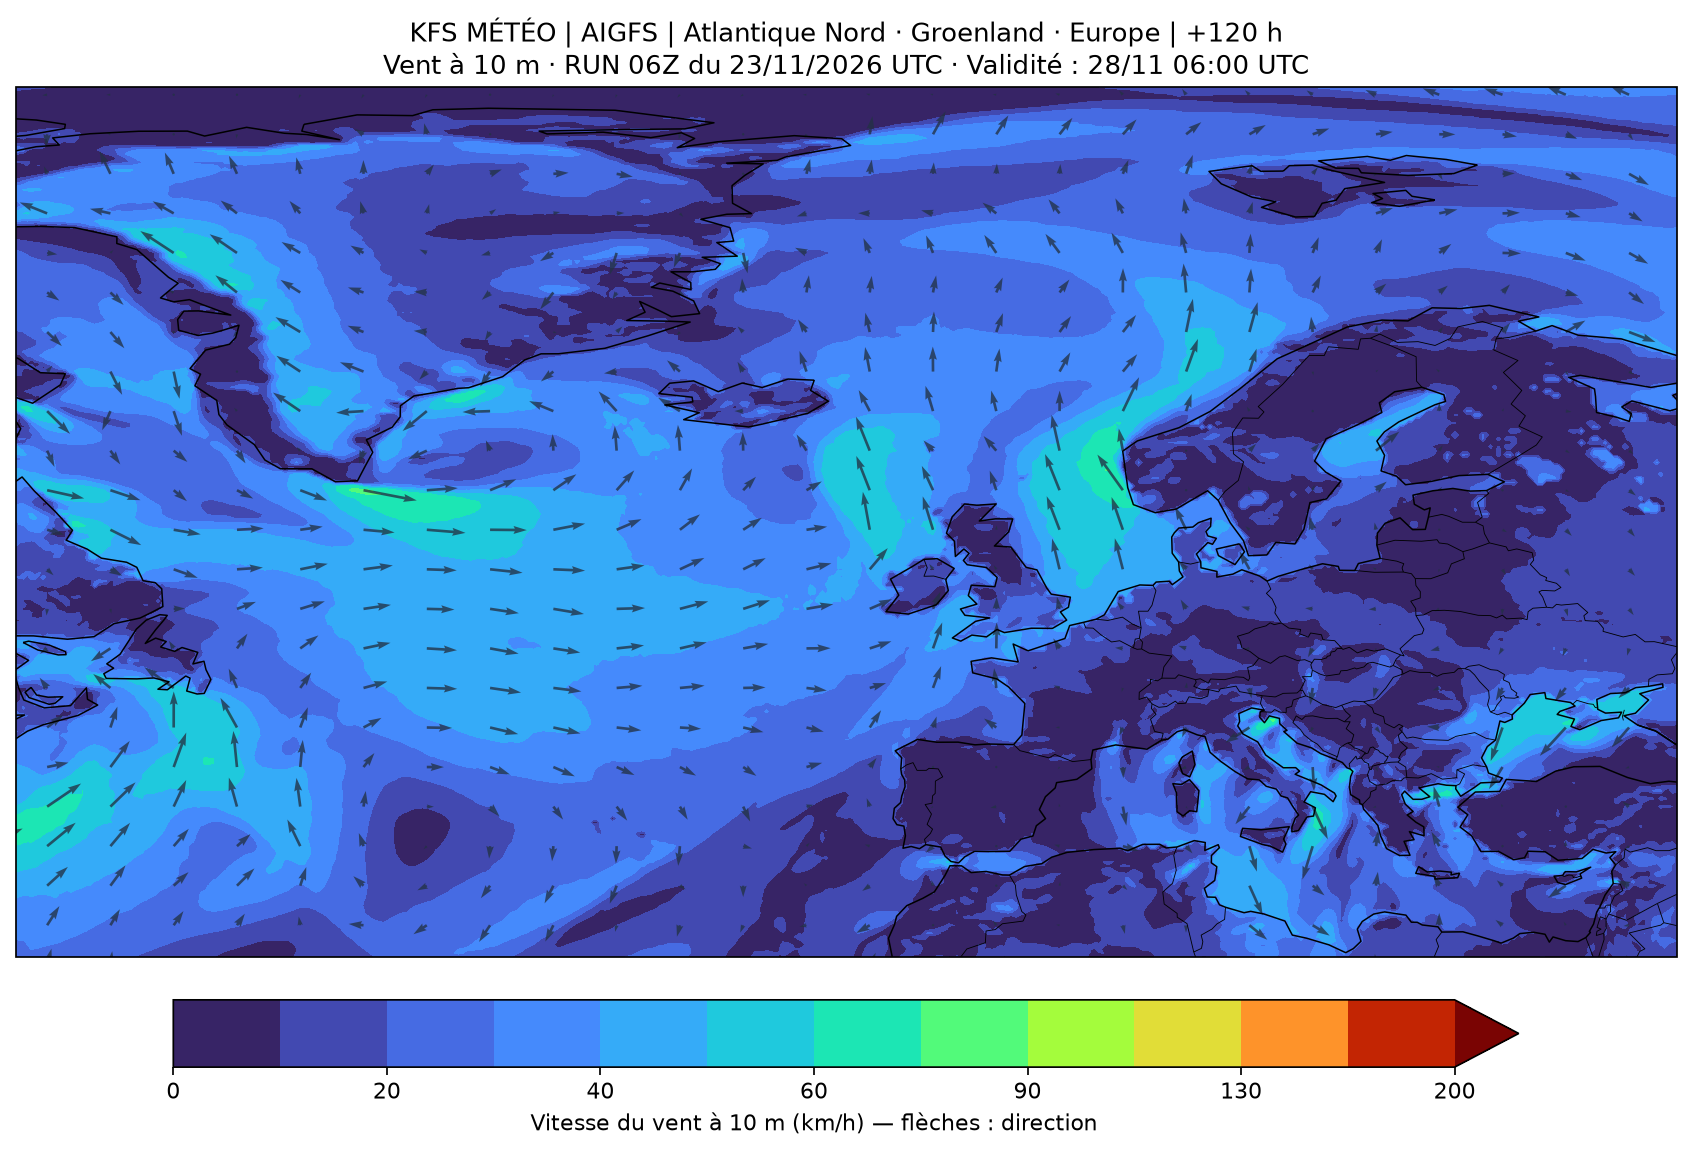 KFS MÉTÉO | AIGFS | Atlantique Nord · Groenland · Europe | +120 h
Vent à 10 m · RUN 06Z du 23/11/2026 UTC · Validité : 28/11 06:00 UTC
0 20 40 60 90 130 200
Vitesse du vent à 10 m (km/h) — flèches : direction